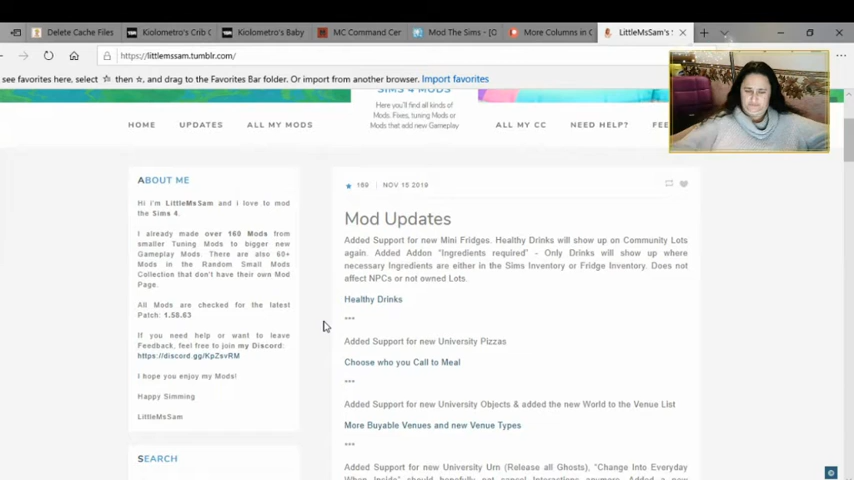 Delete Cache Files
Kiolometro's Crib C
Kiolometro's Baby
MC Command Cer
Mod The Sims - [O
More Columns in C
LittleMsSam's S
https://littlemssam.tumblr.com/
see favorites here, select ☆ then ☆, and drag to the Favorites Bar folder. Or import from another browser. Import favorites
SIMS 4 MODS
Here you'll find all kinds of
Mods. Fixes, tuning Mods or
Mods that add new Gameplay
HOME
UPDATES
ALL MY MODS
ALL MY CC
NEED HELP?
FEE
ABOUT ME
Hi i'm LittleMsSam and i love to mod
the Sims 4.
I already made over 160 Mods from
smaller Tuning Mods to bigger new
Gameplay Mods. There are also 60+
Mods in the Random Small Mods
Collection that don't have their own Mod
Page.
All Mods are checked for the latest
Patch: 1.58.63
If you need help or want to leave
Feedback, feel free to join my Discord:
https://discord.gg/KpZsvRM
I hope you enjoy my Mods!
Happy Simming
LittleMsSam
SEARCH
169 | NOV 15 2019
Mod Updates
Added Support for new Mini Fridges. Healthy Drinks will show up on Community Lots
again. Added Addon "Ingredients required" - Only Drinks will show up where
necessary Ingredients are either in the Sims Inventory or Fridge Inventory. Does not
affect NPCs or not owned Lots.
Healthy Drinks
***
Added Support for new University Pizzas
Choose who you Call to Meal
***
Added Support for new University Objects & added the new World to the Venue List
More Buyable Venues and new Venue Types
***
Added Support for new University Urn (Release all Ghosts), "Change Into Everyday
When Inside" should hopefully not cancel Interactions anymore. Added a new